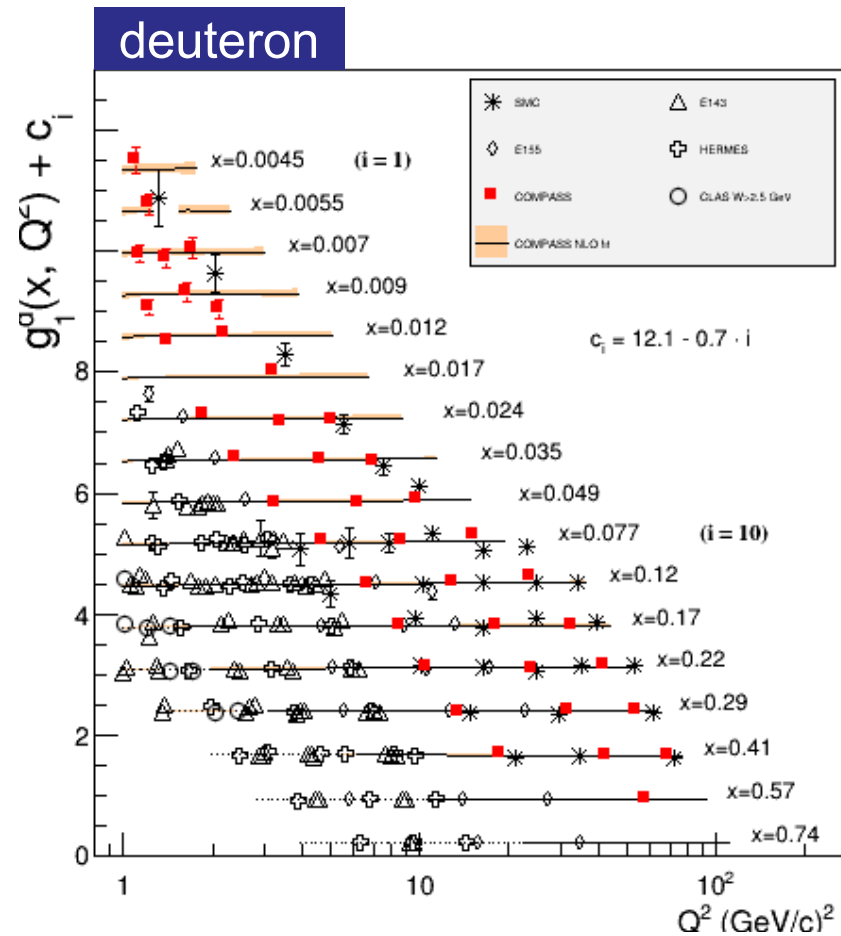 deuteron
g₁ᵈ(x, Q²) + cᵢ
SMC
E143
E155
HERMES
COMPASS
CLAS W>2.5 GeV
COMPASS NLO fit
x=0.0045
(i = 1)
x=0.0055
x=0.007
x=0.009
x=0.012
cᵢ = 12.1 - 0.7 · i
x=0.017
x=0.024
x=0.035
x=0.049
x=0.077
(i = 10)
x=0.12
x=0.17
x=0.22
x=0.29
x=0.41
x=0.57
x=0.74
8
6
4
2
0
1
10
10²
Q² (GeV/c)²